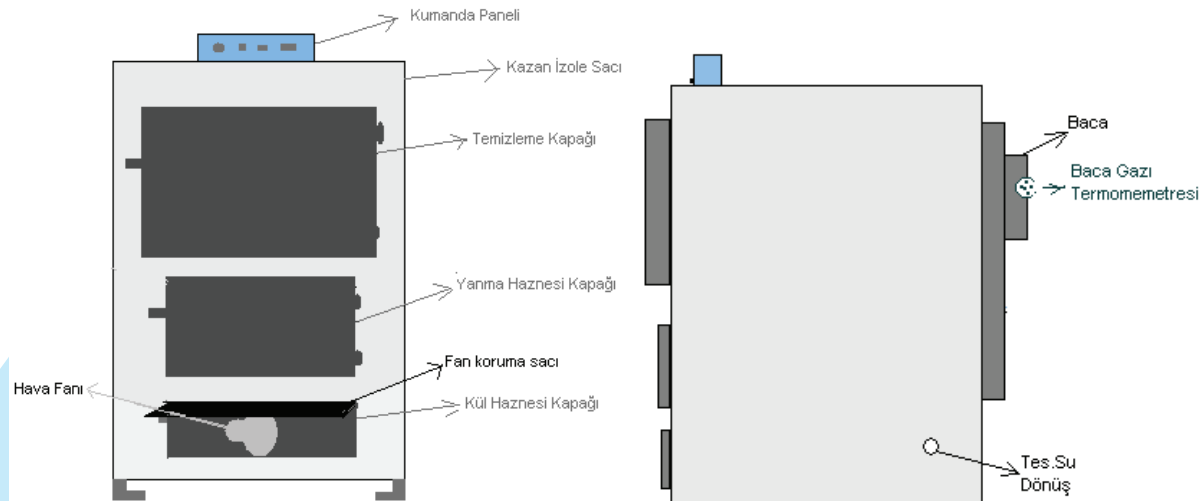 Kumanda Paneli
Kazan İzole Sacı
Temizleme Kapağı
Yanma Haznesi Kapağı
Fan koruma sacı
Hava Fanı
Kül Haznesi Kapağı
Baca
Baca Gazı
Termomemetresi
Tes.Su
Dönüş